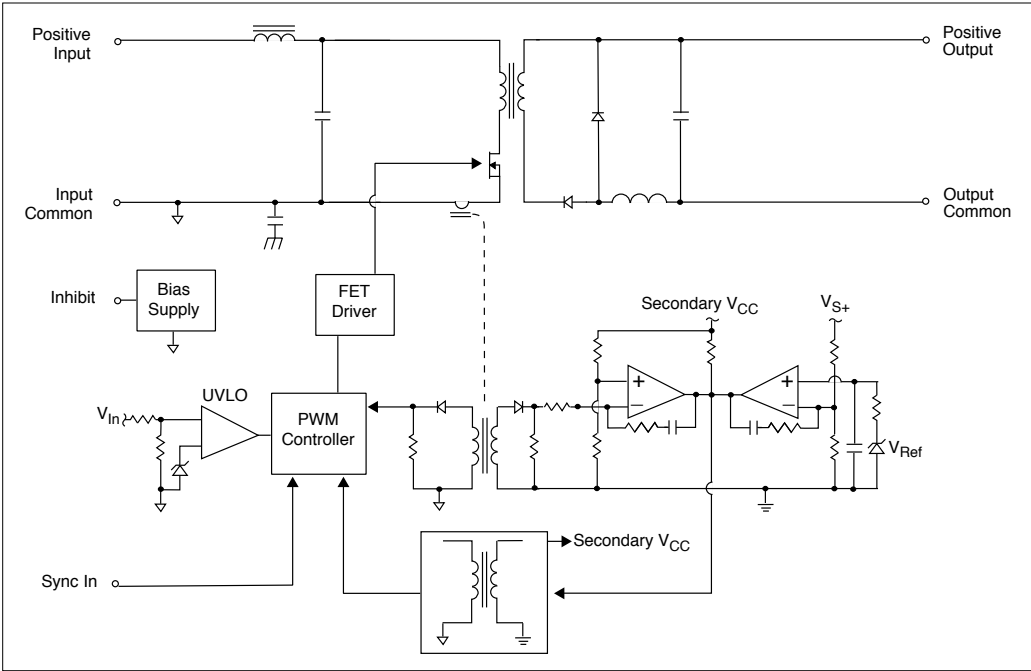 Positive
Input
Positive
Output
Input
Common
Output
Common
Inhibit
Bias
Supply
FET
Driver
Secondary VCC
VS+
UVLO
VIn
PWM
Controller
+
−
+
−
VRef
Secondary VCC
Sync In